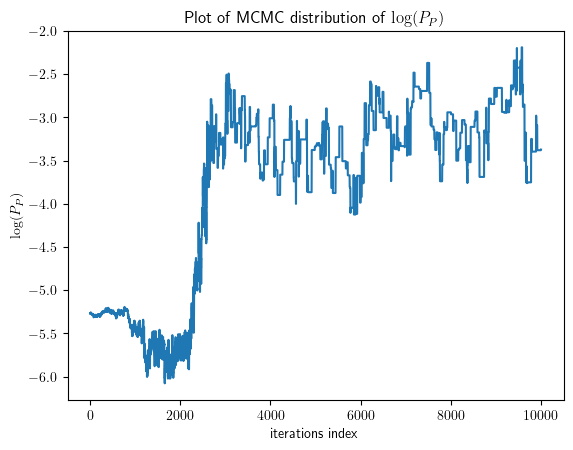 Plot of MCMC distribution of log(P_P)
−2.0
−2.5
−3.0
−3.5
−4.0
−4.5
−5.0
−5.5
−6.0
log(P_P)
0 2000 4000 6000 8000 10000
iterations index